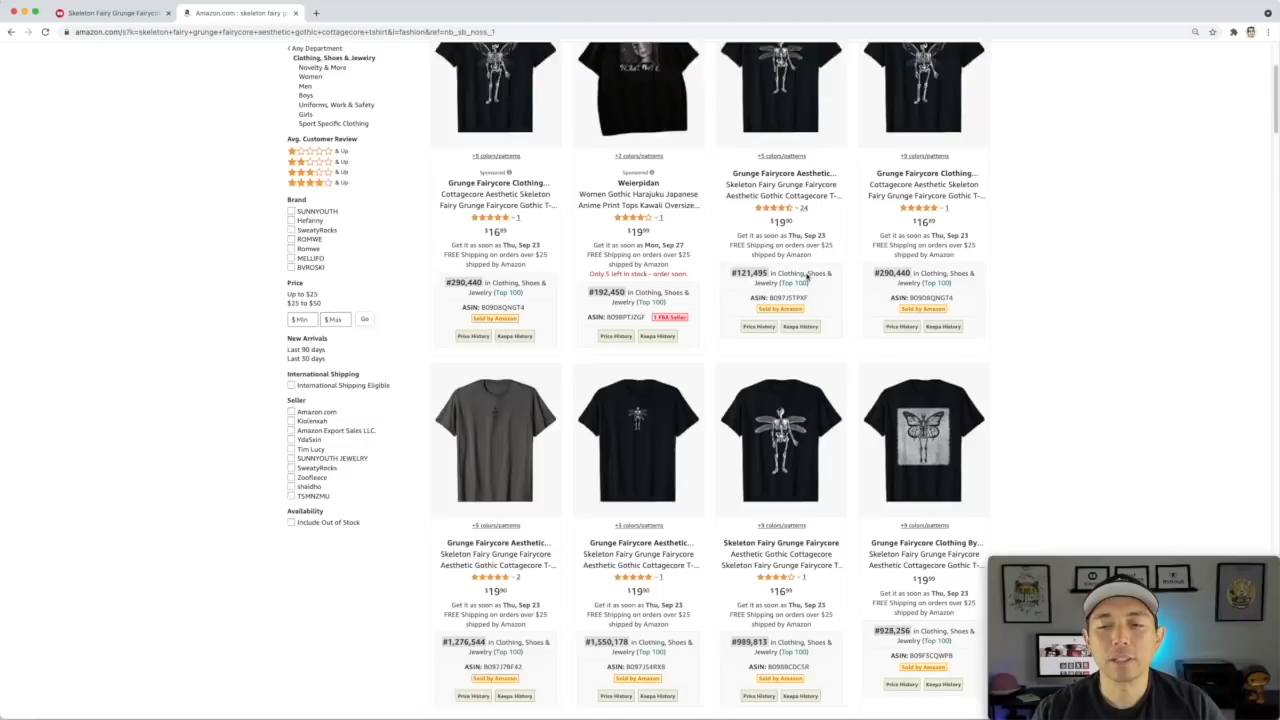 Skeleton Fairy Grunge Fairyco
Amazon.com : skeleton fairy g
amazon.com/s?k=skeleton+fairy+grunge+fairycore+aesthetic+gothic+cottagecore+tshirt&i=fashion&ref=nb_sb_noss_1
Any Department
Clothing, Shoes & Jewelry
Novelty & More
Women
Men
Boys
Uniforms, Work & Safety
Girls
Sport Specific Clothing
Avg. Customer Review
& Up
& Up
& Up
& Up
Brand
SUNNYOUTH
Hefanny
SweatyRocks
ROMWE
Romwe
MELLIFO
BVROSKI
Price
Up to $25
$25 to $50
$ Min
$ Max
Go
New Arrivals
Last 90 days
Last 30 days
International Shipping
International Shipping Eligible
Seller
Amazon.com
Kiolenxah
Amazon Export Sales LLC.
YdaSxin
Tim Lucy
SUNNYOUTH JEWELRY
SweatyRocks
Zoofleece
shaidho
TSMNZMU
Availability
Include Out of Stock
+9 colors/patterns
Sponsored
Grunge Fairycore Clothing...
Cottagecore Aesthetic Skeleton
Fairy Grunge Fairycore Gothic T-...
1
$16⁸⁹
Get it as soon as Thu, Sep 23
FREE Shipping on orders over $25
shipped by Amazon
#290,440 in Clothing, Shoes &
Jewelry (Top 100)
ASIN: B09D8QNGT4
Sold by Amazon
Price History
Keepa History
+2 colors/patterns
Sponsored
Weierpidan
Women Gothic Harajuku Japanese
Anime Print Tops Kawaii Oversize...
1
$19⁹⁹
Get it as soon as Mon, Sep 27
FREE Shipping on orders over $25
shipped by Amazon
Only 5 left in stock - order soon.
#192,450 in Clothing, Shoes &
Jewelry (Top 100)
ASIN: B09BPTJZGF 1 FBA Seller
Price History
Keepa History
+5 colors/patterns
Grunge Fairycore Aesthetic...
Skeleton Fairy Grunge Fairycore
Aesthetic Gothic Cottagecore T-...
24
$19⁹⁰
Get it as soon as Thu, Sep 23
FREE Shipping on orders over $25
shipped by Amazon
#121,495 in Clothing, Shoes &
Jewelry (Top 100)
ASIN: B097J5TPXF
Sold by Amazon
Price History
Keepa History
+9 colors/patterns
Grunge Fairycore Clothing...
Cottagecore Aesthetic Skeleton
Fairy Grunge Fairycore Gothic T-...
1
$16⁸⁹
Get it as soon as Thu, Sep 23
FREE Shipping on orders over $25
shipped by Amazon
#290,440 in Clothing, Shoes &
Jewelry (Top 100)
ASIN: B09D8QNGT4
Sold by Amazon
Price History
Keepa History
+9 colors/patterns
Grunge Fairycore Aesthetic...
Skeleton Fairy Grunge Fairycore
Aesthetic Gothic Cottagecore T-...
2
$19⁹⁰
Get it as soon as Thu, Sep 23
FREE Shipping on orders over $25
shipped by Amazon
#1,276,544 in Clothing, Shoes &
Jewelry (Top 100)
ASIN: B097J7BF42
Sold by Amazon
Price History
Keepa History
+3 colors/patterns
Grunge Fairycore Aesthetic...
Skeleton Fairy Grunge Fairycore
Aesthetic Gothic Cottagecore T-...
1
$19⁹⁰
Get it as soon as Thu, Sep 23
FREE Shipping on orders over $25
shipped by Amazon
#1,550,178 in Clothing, Shoes &
Jewelry (Top 100)
ASIN: B097JS4RX8
Sold by Amazon
Price History
Keepa History
+9 colors/patterns
Skeleton Fairy Grunge Fairycore
Aesthetic Gothic Cottagecore
Skeleton Fairy Grunge Fairycore T...
1
$16⁹⁹
Get it as soon as Thu, Sep 23
FREE Shipping on orders over $25
shipped by Amazon
#989,813 in Clothing, Shoes &
Jewelry (Top 100)
ASIN: B098BCDC5R
Sold by Amazon
Price History
Keepa History
+9 colors/patterns
Grunge Fairycore Clothing By...
Skeleton Fairy Grunge Fairycore
Aesthetic Gothic Cottagecore T-...
$19⁹⁹
Get it as soon as Thu, Sep 23
FREE Shipping on orders over $25
shipped by Amazon
#928,256 in Clothing, Shoes &
Jewelry (Top 100)
ASIN: B09F3CQWPB
Sold by Amazon
Price History
Keepa History